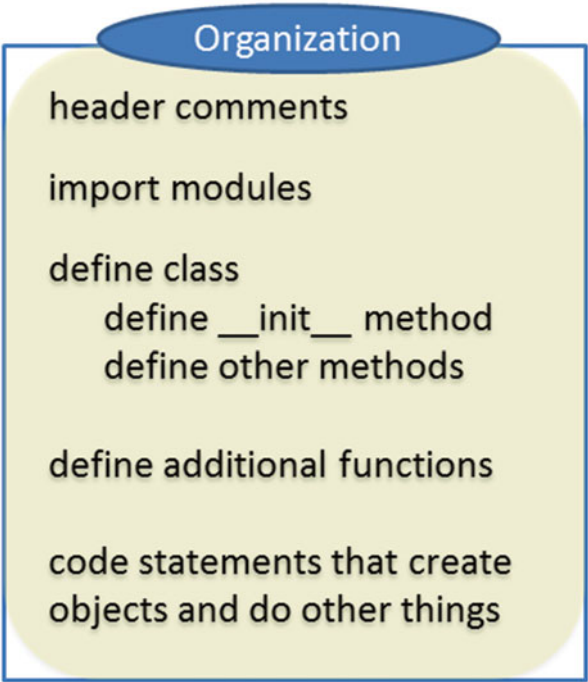 Organization
header comments
import modules
define class
define __init__ method
define other methods
define additional functions
code statements that create
objects and do other things